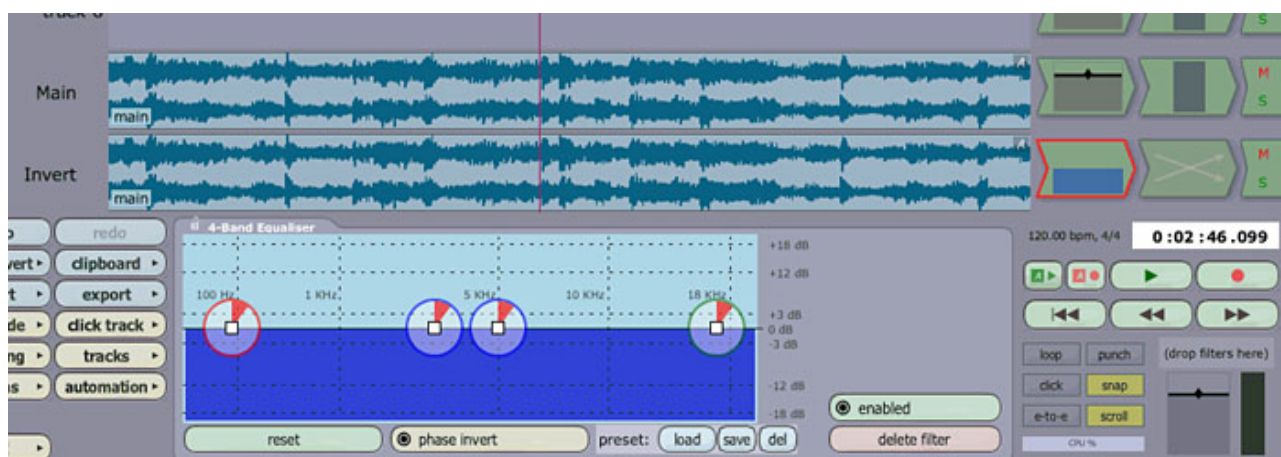 Main
main
M
S
Invert
main
M
S
redo
4-Band Equaliser
+18 dB
120.00 bpm, 4/4
0:02:46.099
clipboard
+12 dB
export
100 Hz
1 KHz
5 KHz
10 KHz
18 KHz
click track
+3 dB
0 dB
-3 dB
tracks
loop
punch
(drop filters here)
automation
-12 dB
click
snap
-18 dB
enabled
e-to-e
scroll
reset
phase invert
preset:
load
save
del
delete filter
CPU %